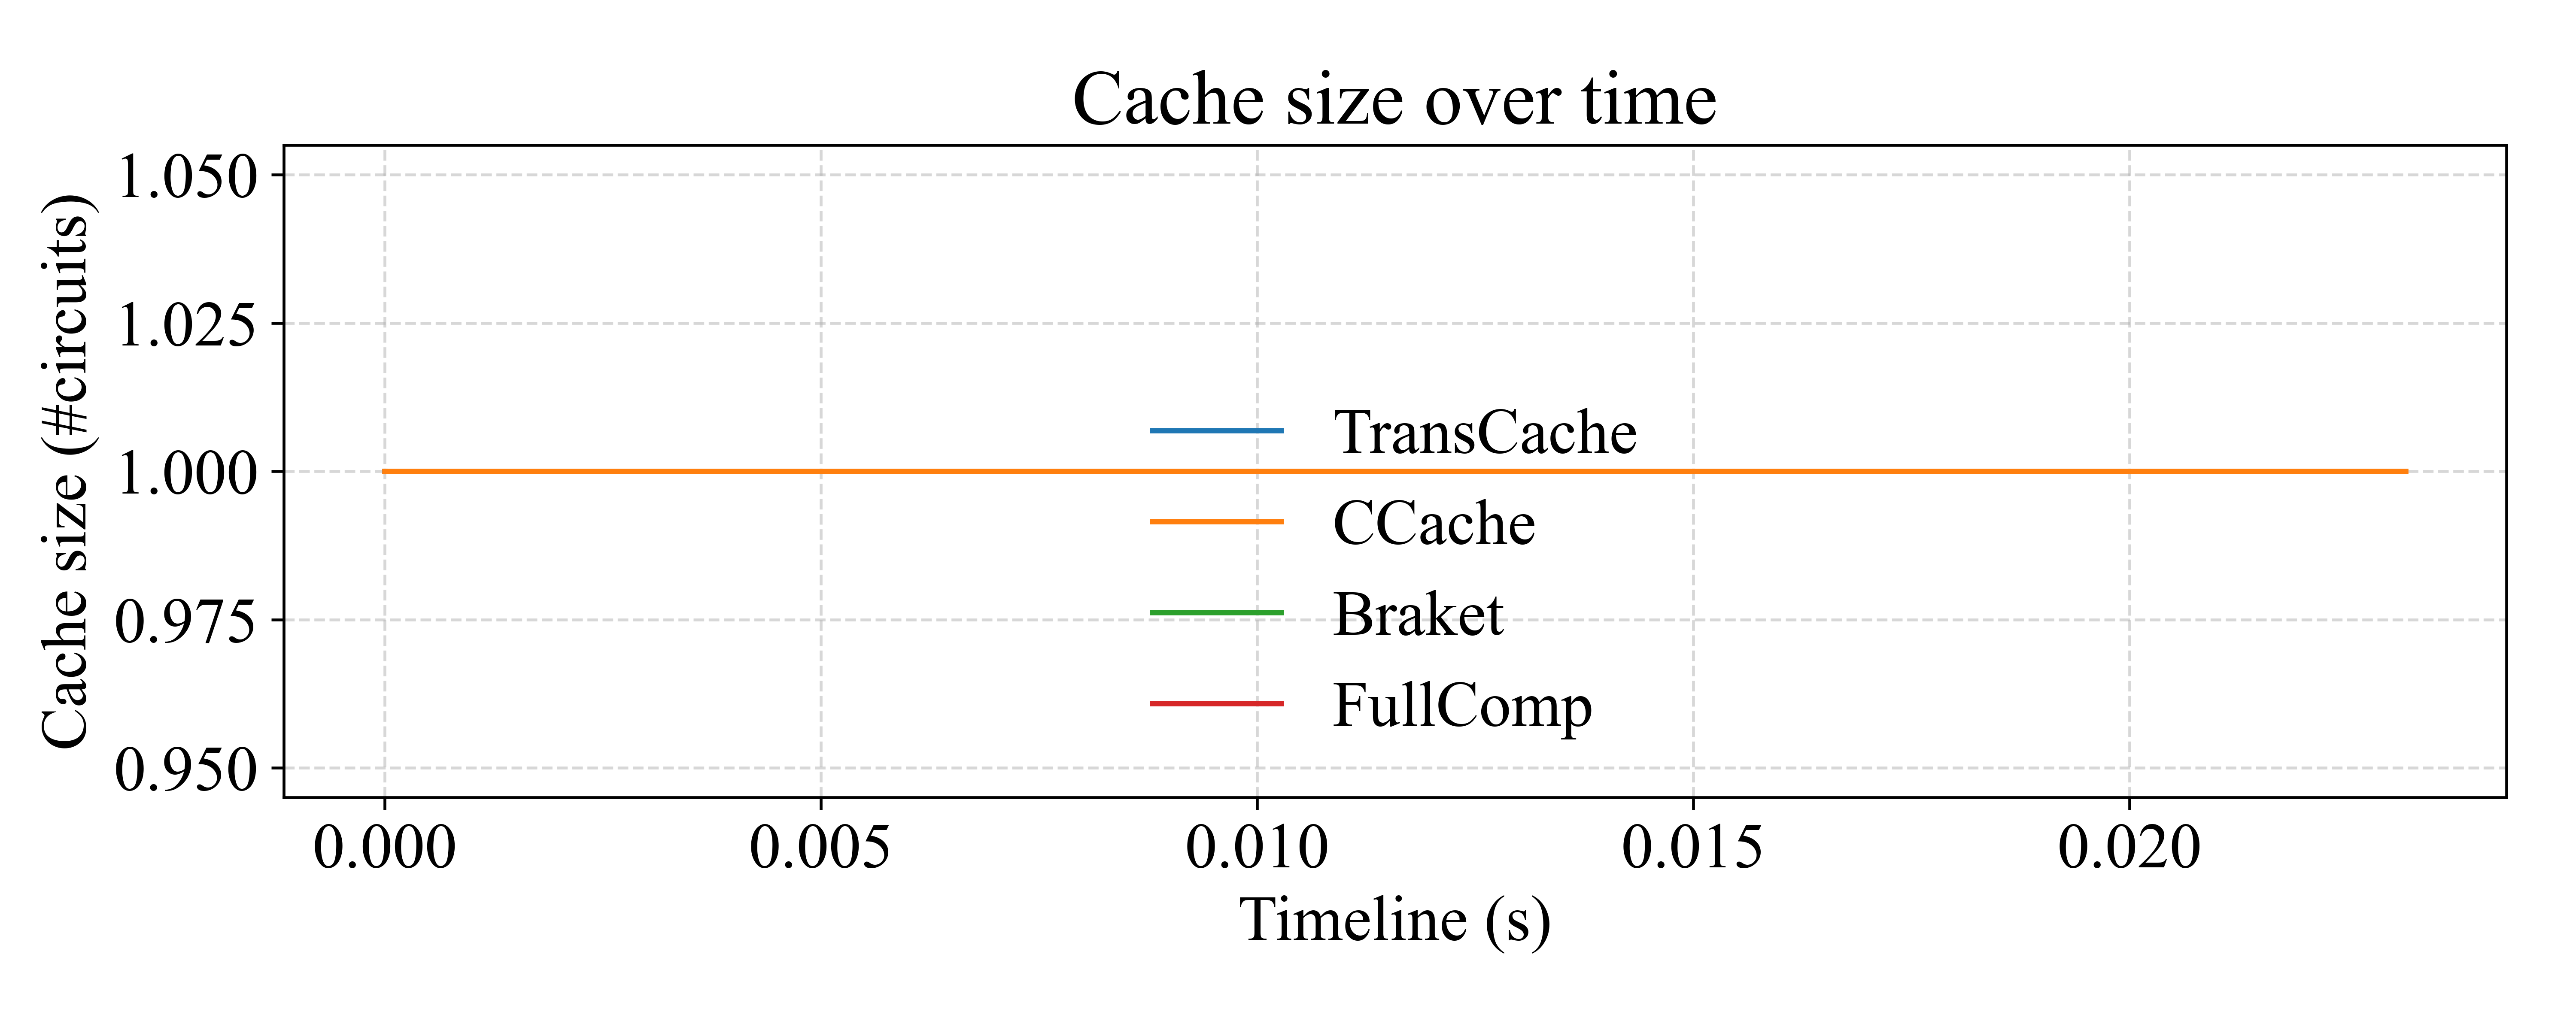 Cache size over time
Cache size (#circuits)
1.050
1.025
1.000
0.975
0.950
TransCache
CCache
Braket
FullComp
0.000 0.005 0.010 0.015 0.020
Timeline (s)